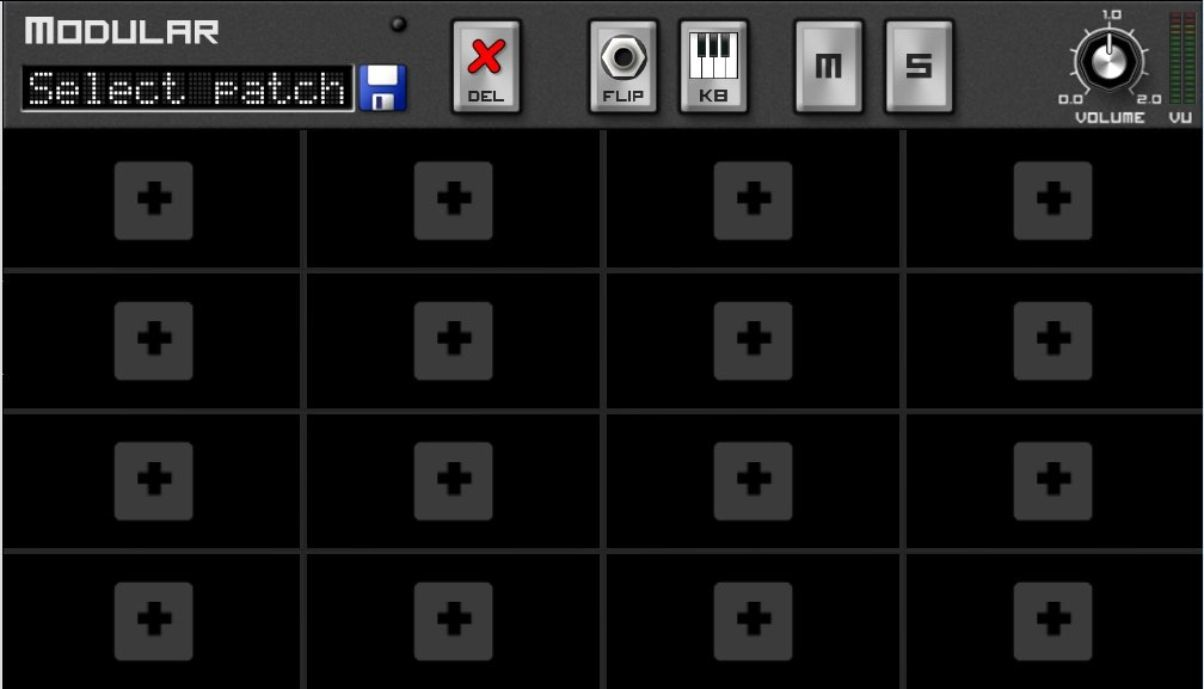 MODULAR
Select patch
DEL
FLIP
KB
M
S
1.0
0.0
2.0
VOLUME
VU